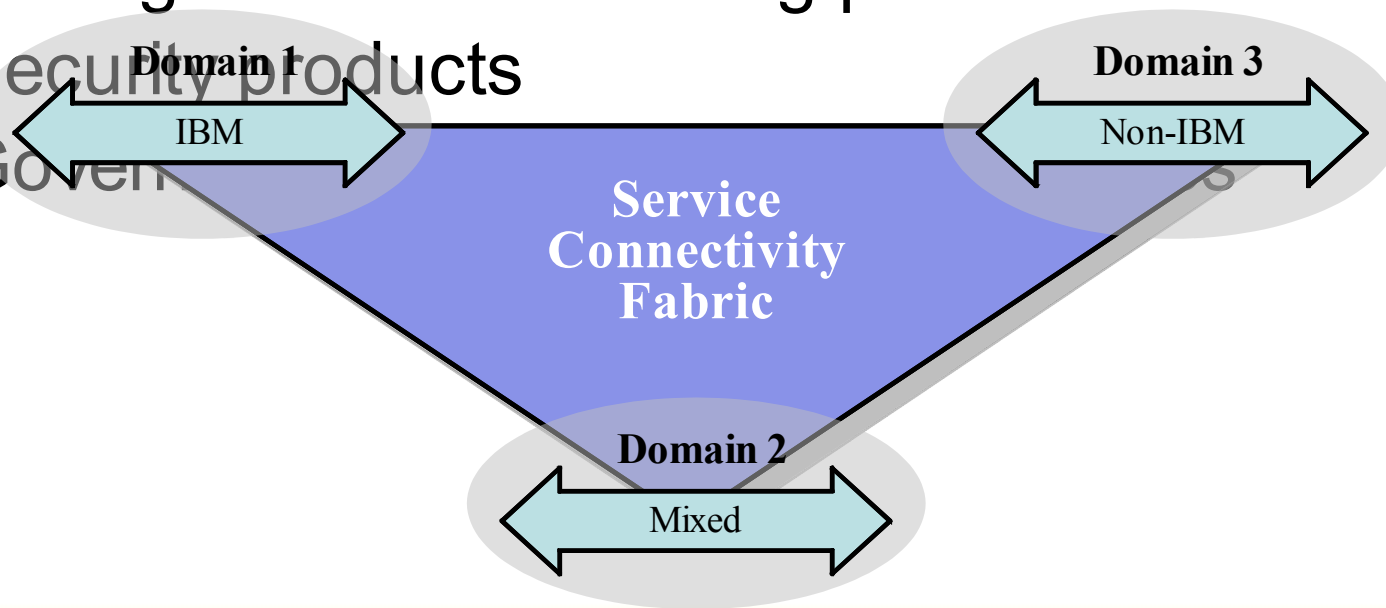 ecurity products
Domain 1
Domain 3
IBM
Non-IBM
Service
Connectivity
Fabric
Domain 2
Mixed